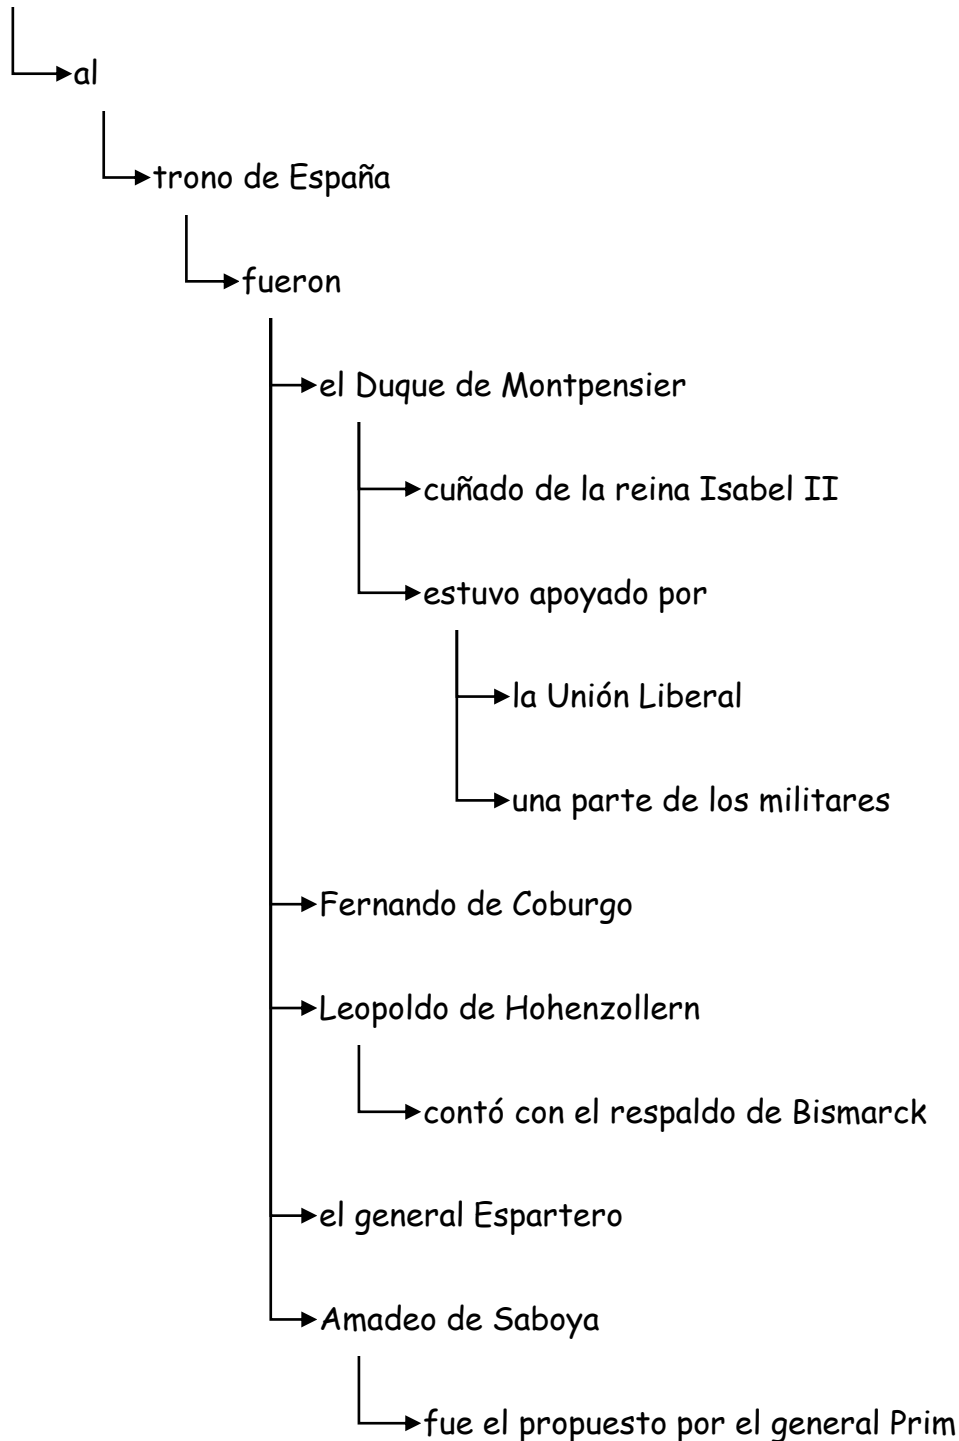 al
trono de España
fueron
el Duque de Montpensier
cuñado de la reina Isabel II
estuvo apoyado por
la Unión Liberal
una parte de los militares
Fernando de Coburgo
Leopoldo de Hohenzollern
contó con el respaldo de Bismarck
el general Espartero
Amadeo de Saboya
fue el propuesto por el general Prim